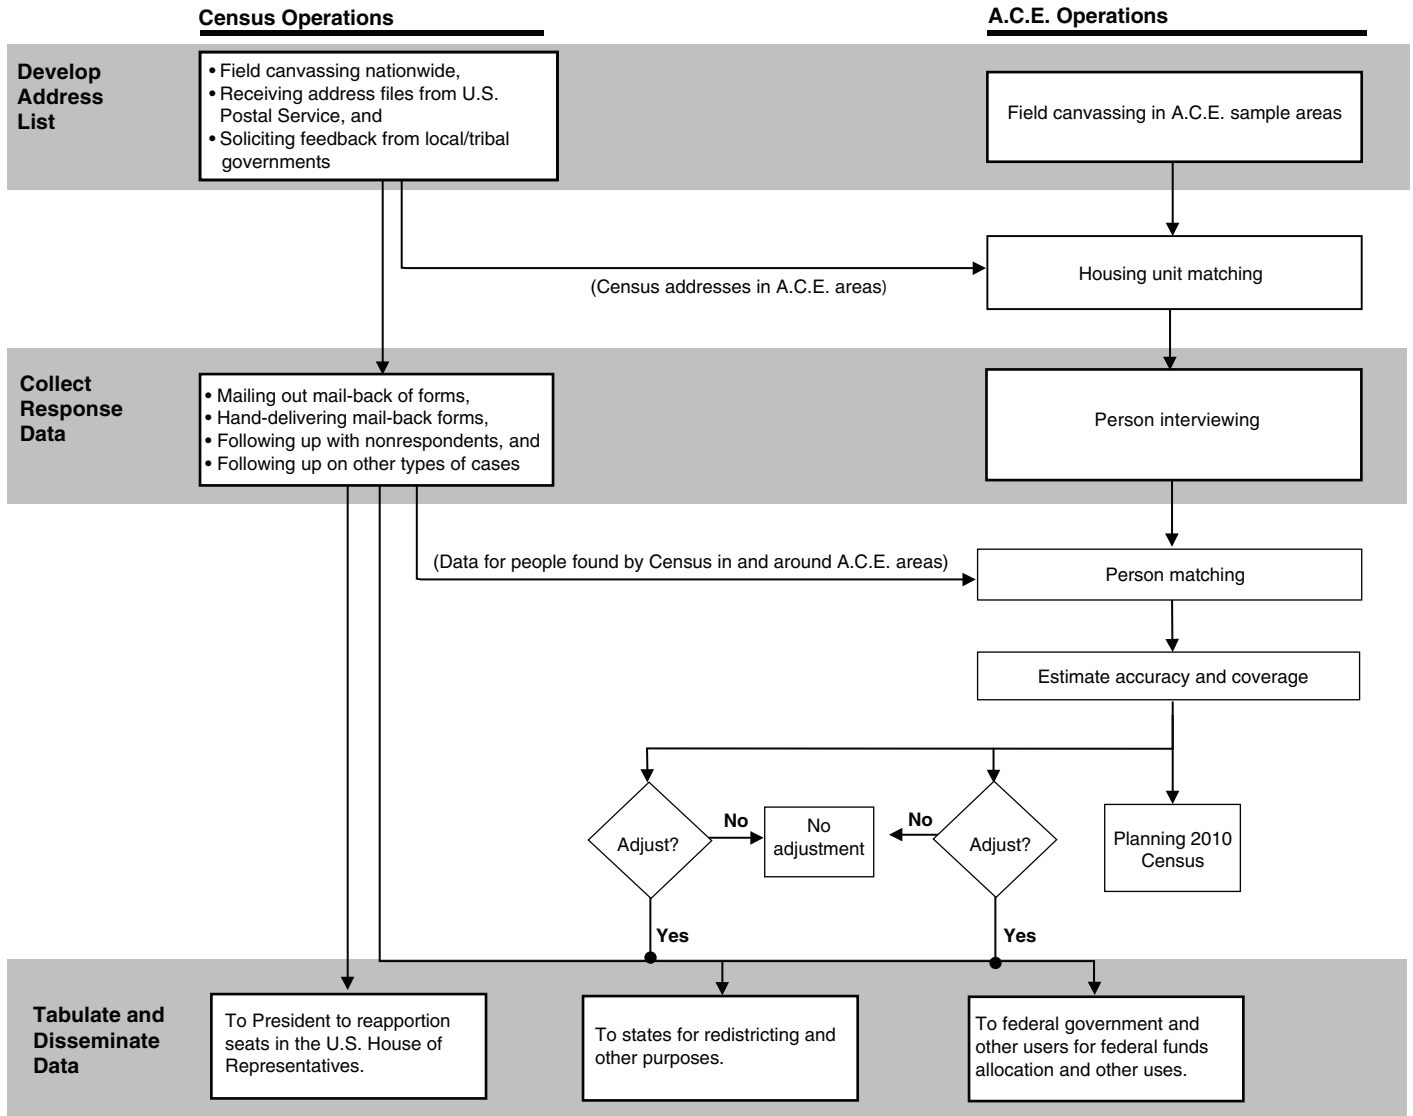 Census Operations
A.C.E. Operations
Develop
Address
List
• Field canvassing nationwide,
• Receiving address files from U.S.
Postal Service, and
• Soliciting feedback from local/tribal
governments
Field canvassing in A.C.E. sample areas
Housing unit matching
(Census addresses in A.C.E. areas)
Collect
Response
Data
• Mailing out mail-back of forms,
• Hand-delivering mail-back forms,
• Following up with nonrespondents, and
• Following up on other types of cases
Person interviewing
(Data for people found by Census in and around A.C.E. areas)
Person matching
Estimate accuracy and coverage
Adjust?
No
No
adjustment
No
Adjust?
Planning 2010
Census
Yes
Yes
Tabulate and
Disseminate
Data
To President to reapportion
seats in the U.S. House of
Representatives.
To states for redistricting and
other purposes.
To federal government and
other users for federal funds
allocation and other uses.